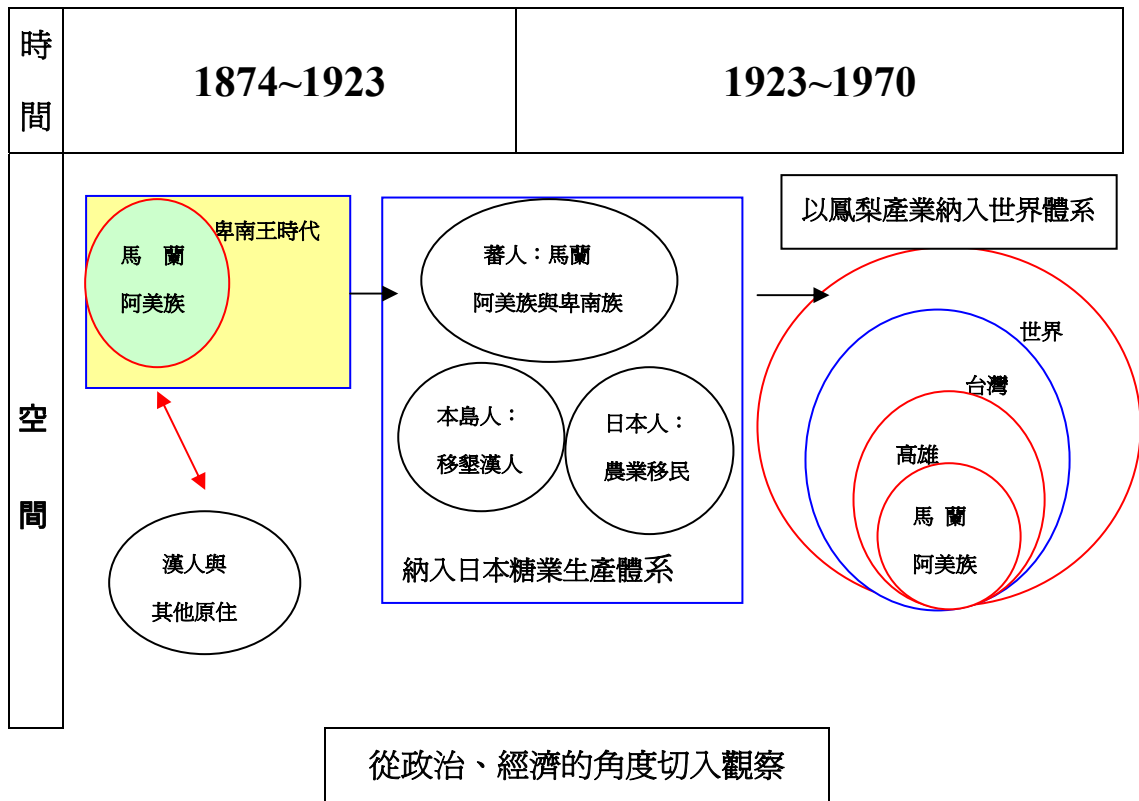 時
間
1874~1923
1923~1970
空
間
卑南王時代
馬 蘭
阿美族
漢人與
其他原住
蕃人：馬蘭
阿美族與卑南族
本島人：
移墾漢人
日本人：
農業移民
納入日本糖業生產體系
以鳳梨產業納入世界體系
世界
台灣
高雄
馬 蘭
阿美族
從政治、經濟的角度切入觀察